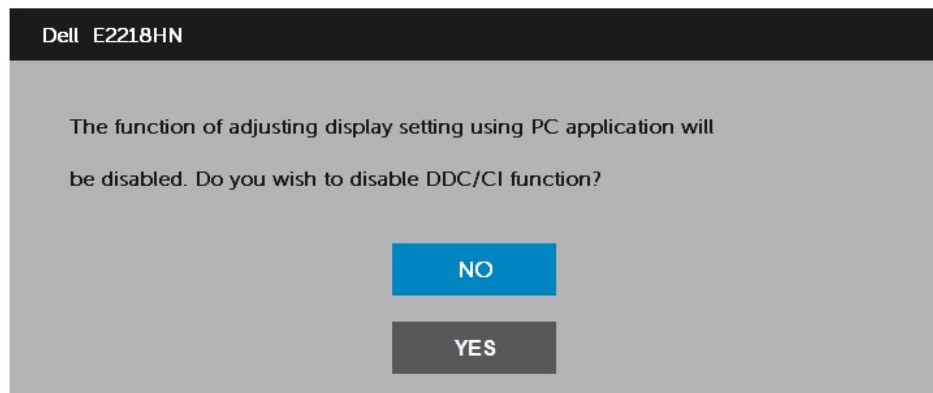 Dell E2218HN
The function of adjusting display setting using PC application will
be disabled. Do you wish to disable DDC/CI function?
NO
YES